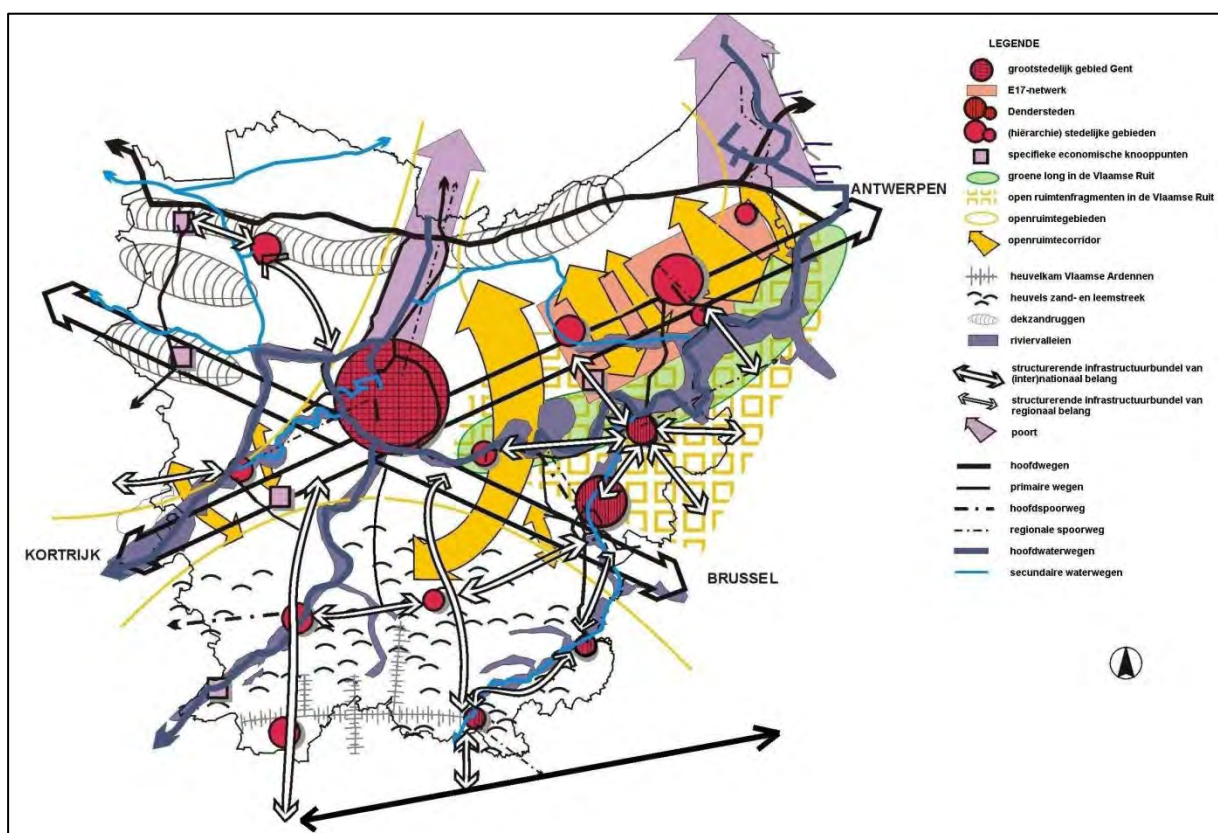 LEGENDE
grootstedelijk gebied Gent
E17-netwerk
Dendersteden
(hiërarchie) stedelijke gebieden
specifieke economische knooppunten
groene long in de Vlaamse Ruit
open ruimtenfragmenten in de Vlaamse Ruit
openruimtegebieden
openruimtecorridor
heuvelkam Vlaamse Ardennen
heuvels zand- en leemstreek
dekzandruggen
riviervalleien
structurerende infrastructuurbundel van
(inter)nationaal belang
structurerende infrastructuurbundel van
regionaal belang
poort
hoofdwegen
primaire wegen
hoofdspoorweg
regionale spoorweg
hoofdwaterwegen
secundaire waterwegen
ANTWERPEN
KORTRIJK
BRUSSEL